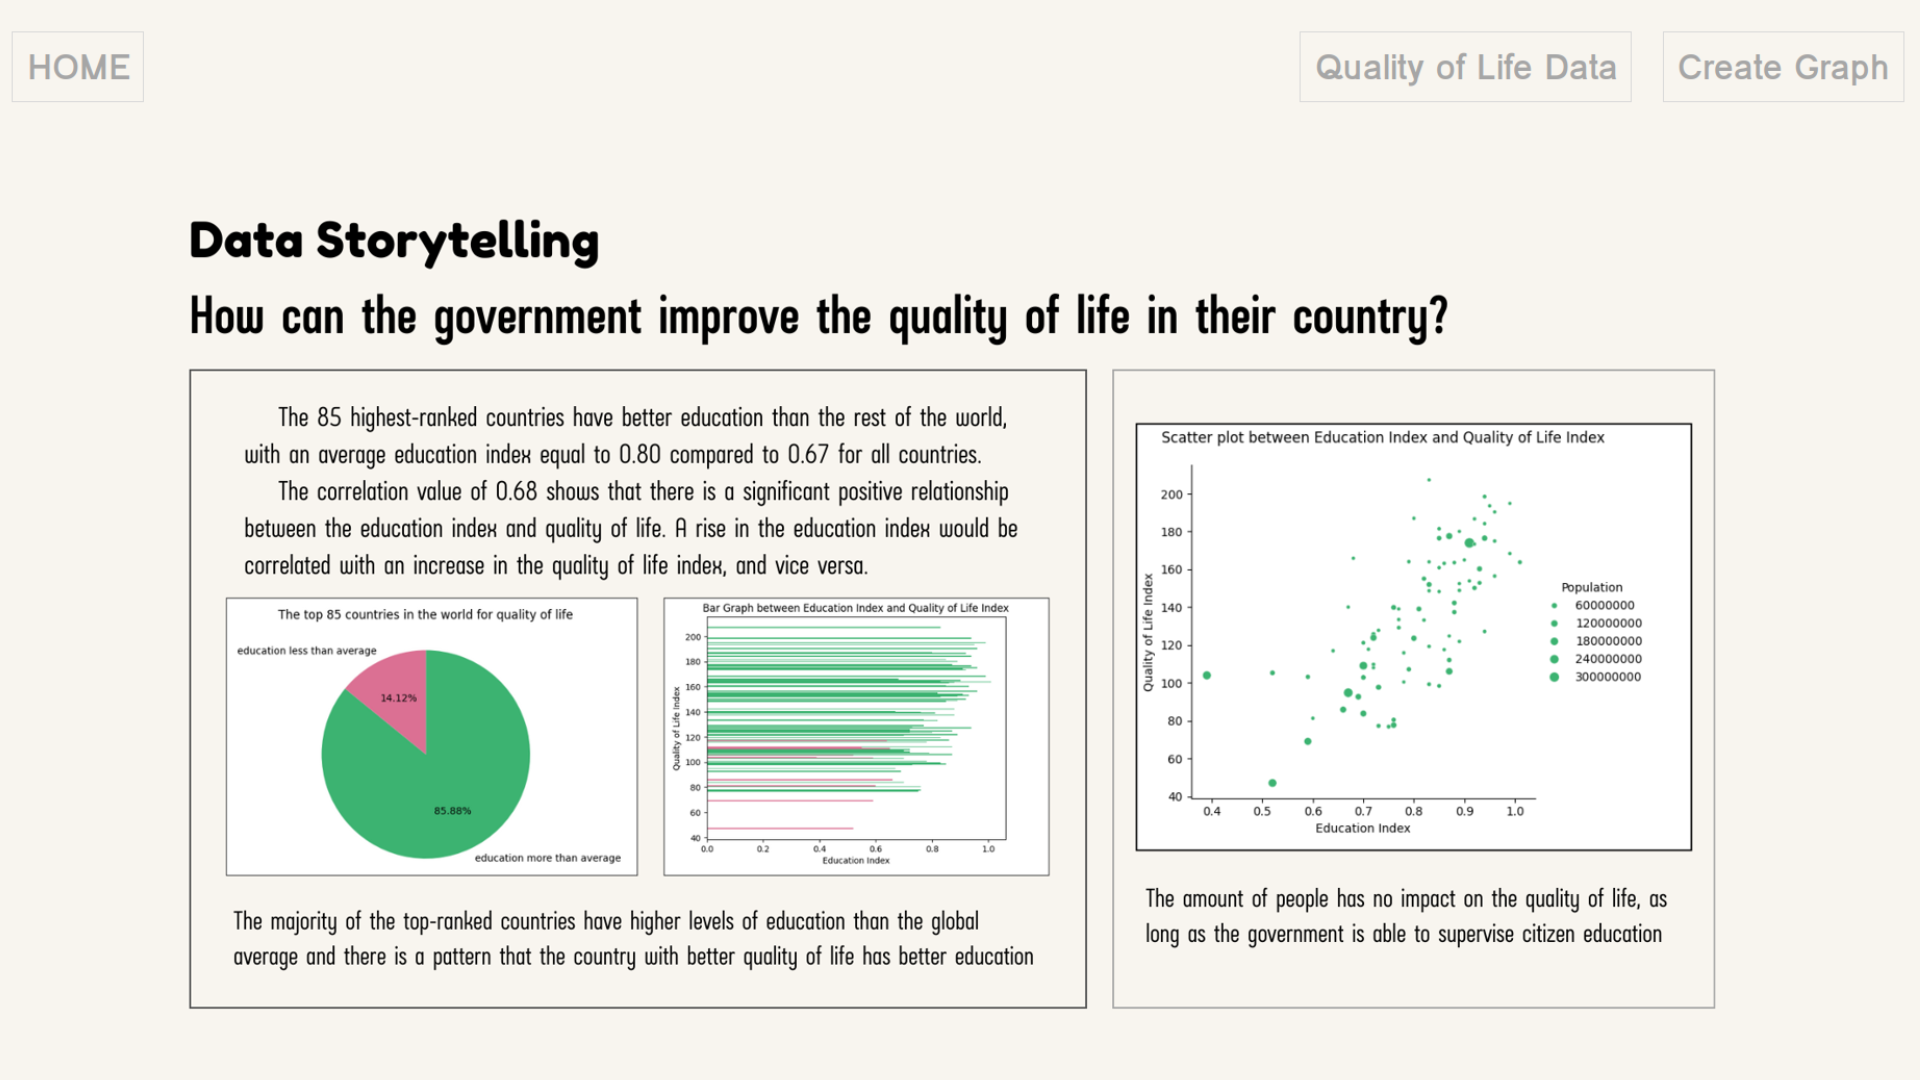 HOME
Quality of Life Data
Create Graph
Data Storytelling
How can the government improve the quality of life in their country?
The 85 highest-ranked countries have better education than the rest of the world,
with an average education index equal to 0.80 compared to 0.67 for all countries.
The correlation value of 0.68 shows that there is a significant positive relationship
between the education index and quality of life. A rise in the education index would be
correlated with an increase in the quality of life index, and vice versa.
The top 85 countries in the world for quality of life
education less than average
14.12%
85.88%
education more than average
Bar Graph between Education Index and Quality of Life Index
Quality of Life Index
200
180
160
140
120
100
80
60
40
0.0 0.2 0.4 0.6 0.8 1.0
Education Index
The majority of the top-ranked countries have higher levels of education than the global
average and there is a pattern that the country with better quality of life has better education
Scatter plot between Education Index and Quality of Life Index
Quality of Life Index
200
180
160
140
120
100
80
60
40
0.4 0.5 0.6 0.7 0.8 0.9 1.0
Education Index
Population
60000000
120000000
180000000
240000000
300000000
The amount of people has no impact on the quality of life, as
long as the government is able to supervise citizen education